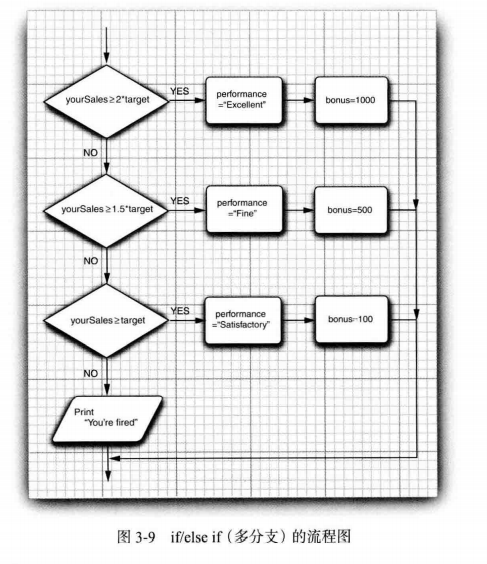 yourSales≥2*target
YES
performance
="Excellent"
bonus=1000
NO
yourSales≥1.5*target
YES
performance
="Fine"
bonus=500
NO
yourSales≥target
YES
performance
="Satisfactory"
bonus=100
NO
Print
"You're fired"
图 3-9 if/else if（多分支）的流程图